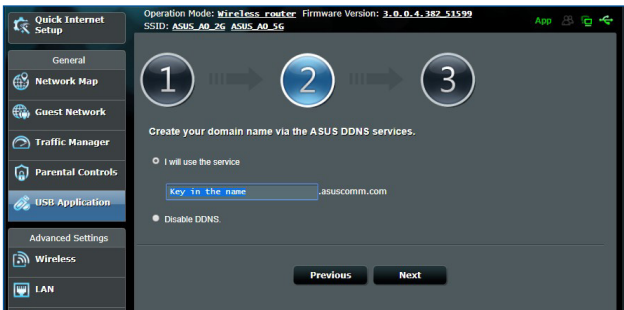 Quick Internet
Setup
Operation Mode: Wireless router Firmware Version: 3.0.0.4.382_51599
SSID: ASUS_A0_2G ASUS_A0_5G
App
General
Network Map
Guest Network
Traffic Manager
Parental Controls
USB Application
Advanced Settings
Wireless
LAN
1
2
3
Create your domain name via the ASUS DDNS services.
I will use the service
Key in the name .asuscomm.com
Disable DDNS.
Previous
Next